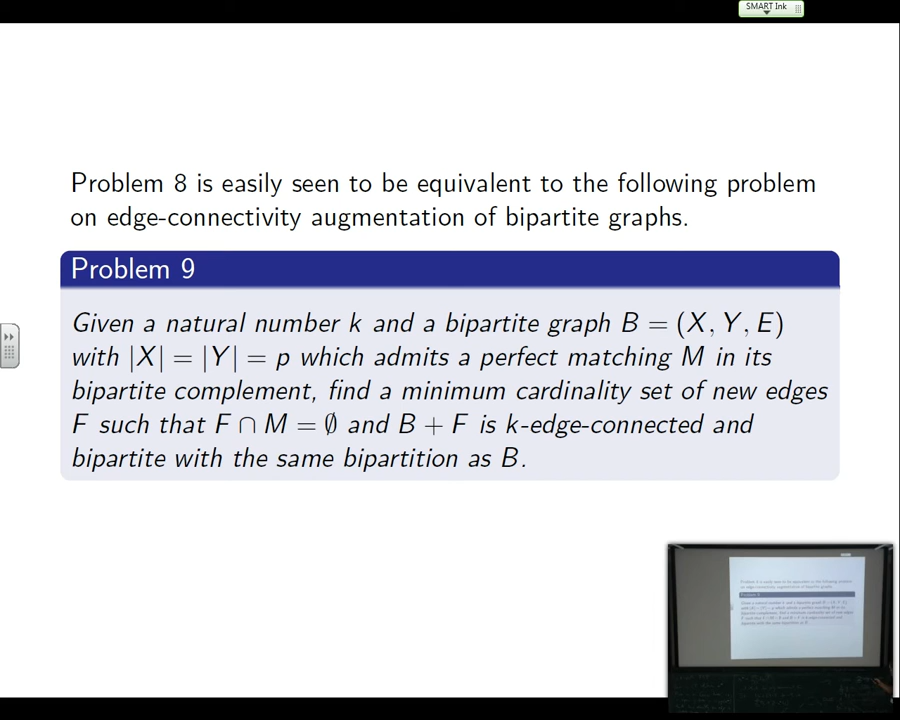 SMART Ink
Problem 8 is easily seen to be equivalent to the following problem
on edge-connectivity augmentation of bipartite graphs.
Problem 9
Given a natural number k and a bipartite graph B = (X, Y, E)
with |X| = |Y| = p which admits a perfect matching M in its
bipartite complement, find a minimum cardinality set of new edges
F such that F ∩ M = ∅ and B + F is k-edge-connected and
bipartite with the same bipartition as B.